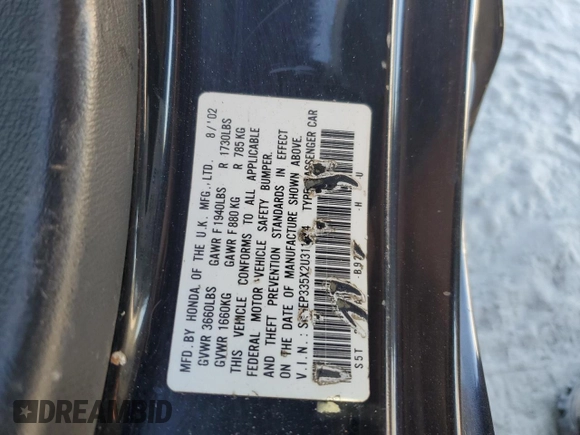 MFD. BY HONDA OF THE U.K. MFG., LTD. 8/'02
GVWR 3660LBS GAWR F 1940LBS R 1730LBS
GVWR 1660KG GAWR F 880KG R 785KG
THIS VEHICLE CONFORMS TO ALL APPLICABLE
FEDERAL MOTOR VEHICLE SAFETY BUMPER,
AND THEFT PREVENTION STANDARDS IN EFFECT
ON THE DATE OF MANUFACTURE SHOWN ABOVE.
V.I.N.: TYPE: PASSENGER CAR
S5T H U
DREAMBID